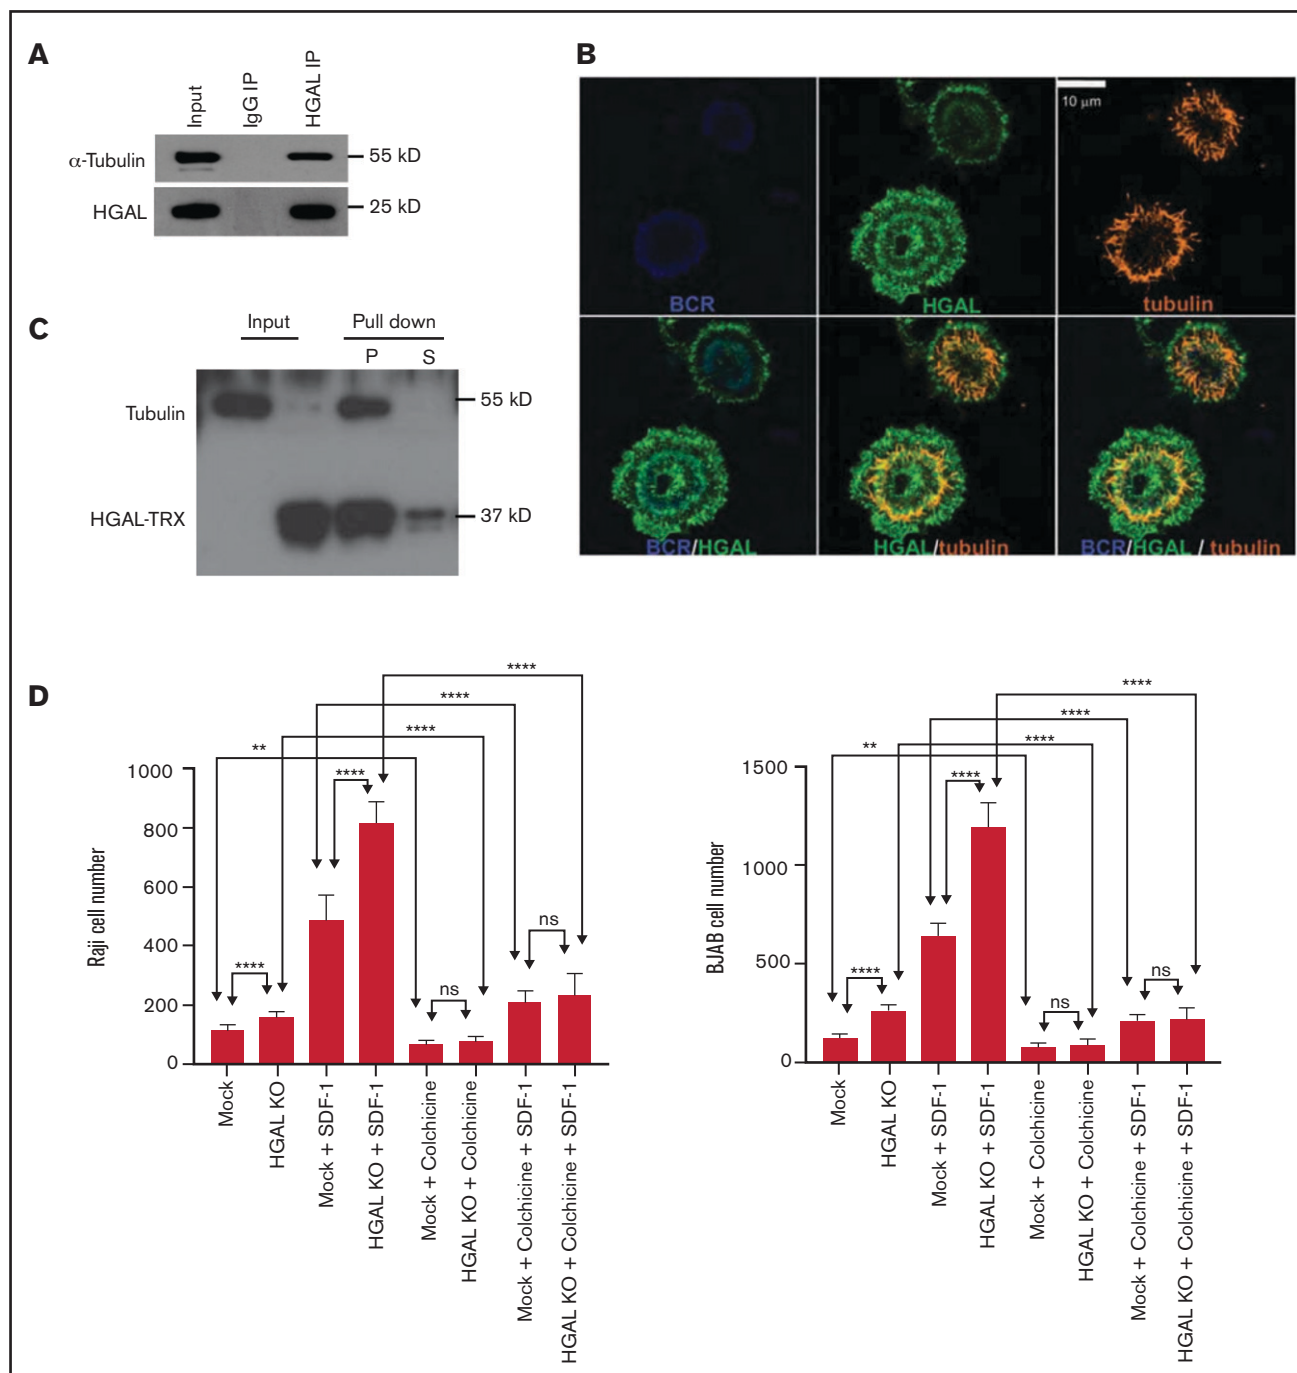 A
Input
IgG IP
HGAL IP
α-Tubulin
55 kD
HGAL
25 kD
B
10 µm
BCR
HGAL
tubulin
BCR/HGAL
HGAL/tubulin
BCR/HGAL / tubulin
C
Input
Pull down
P
S
Tubulin
55 kD
HGAL-TRX
37 kD
D
Raji cell number
1000
800
600
400
200
0
****
****
****
**
****
****
ns
ns
Mock
HGAL KO
Mock + SDF-1
HGAL KO + SDF-1
Mock + Colchicine
HGAL KO + Colchicine
Mock + Colchicine + SDF-1
HGAL KO + Colchicine + SDF-1
BJAB cell number
1500
1000
500
0
****
****
****
**
****
****
ns
ns
Mock
HGAL KO
Mock + SDF-1
HGAL KO + SDF-1
Mock + Colchicine
HGAL KO + Colchicine
Mock + Colchicine + SDF-1
HGAL KO + Colchicine + SDF-1